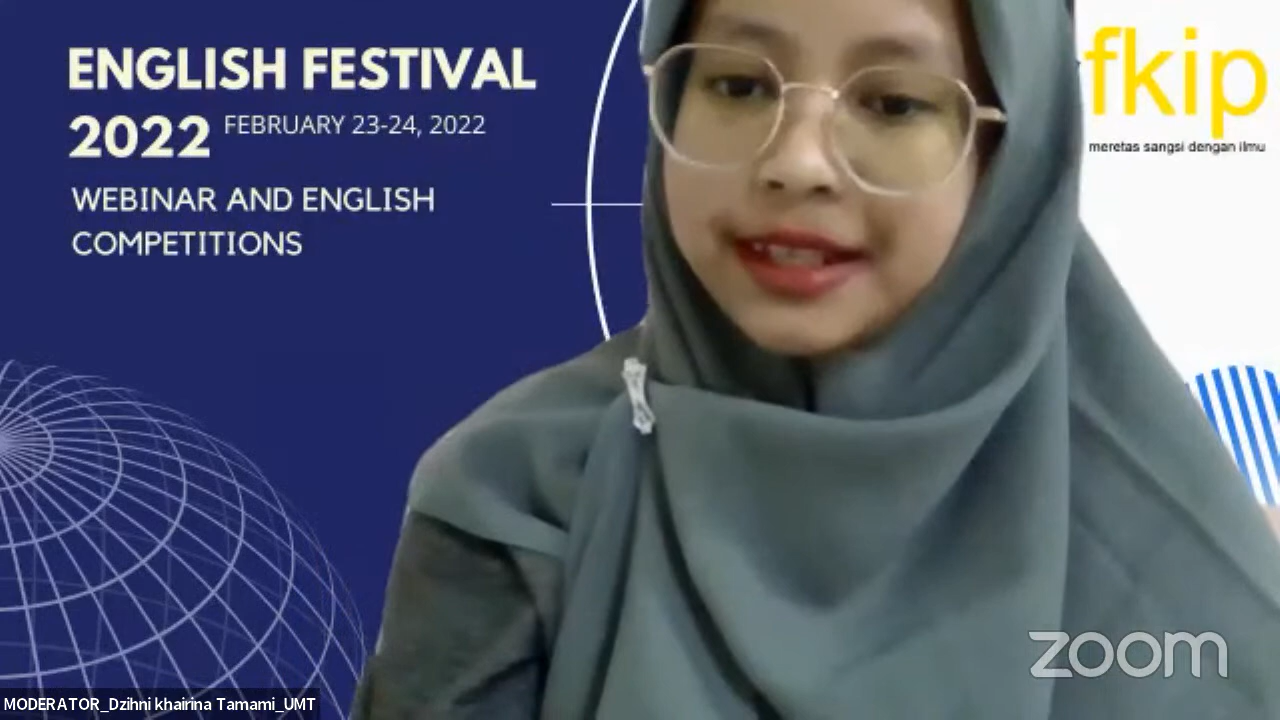 ENGLISH FESTIVAL
2022 FEBRUARY 23-24, 2022
WEBINAR AND ENGLISH
COMPETITIONS
fkip
meretas sangsi dengan ilmu
zoom
MODERATOR_Dzihni khairina Tamami_UMT